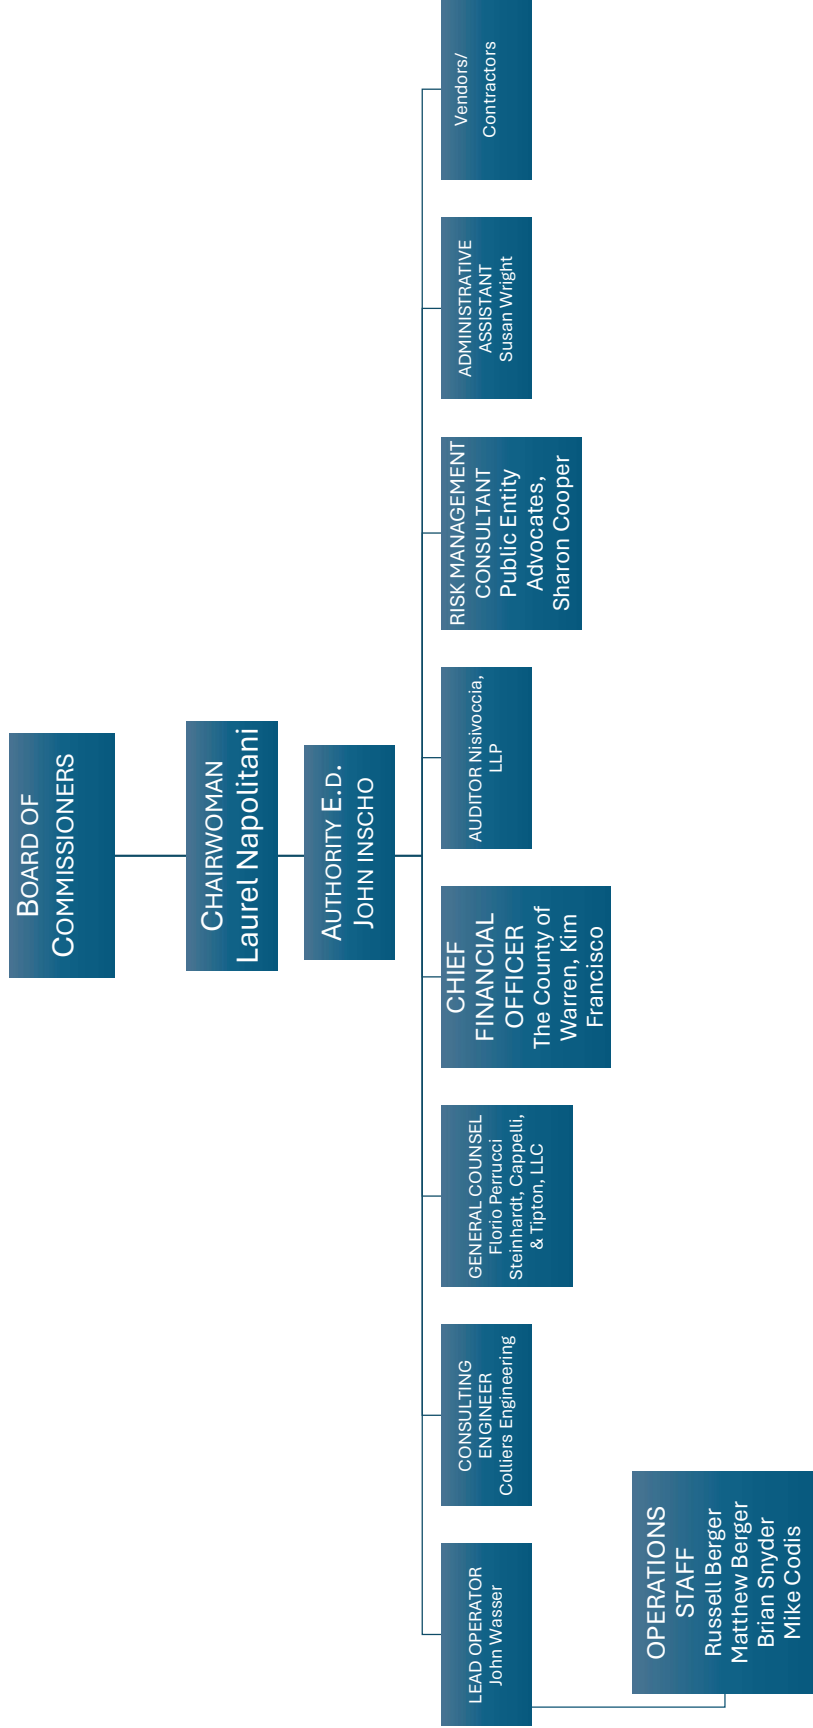 BOARD OF
COMMISSIONERS
CHAIRWOMAN
Laurel Napolitani
AUTHORITY E.D.
JOHN INSCHO
LEAD OPERATOR
John Wasser
CONSULTING
ENGINEER
Colliers Engineering
GENERAL COUNSEL
Florio Perrucci
Steinhardt, Cappelli,
& Tipton, LLC
CHIEF
FINANCIAL
OFFICER
The County of
Warren, Kim
Francisco
AUDITOR Nisivoccia,
LLP
RISK MANAGEMENT
CONSULTANT
Public Entity
Advocates,
Sharon Cooper
ADMINISTRATIVE
ASSISTANT
Susan Wright
Vendors/
Contractors
OPERATIONS
STAFF
Russell Berger
Matthew Berger
Brian Snyder
Mike Codis